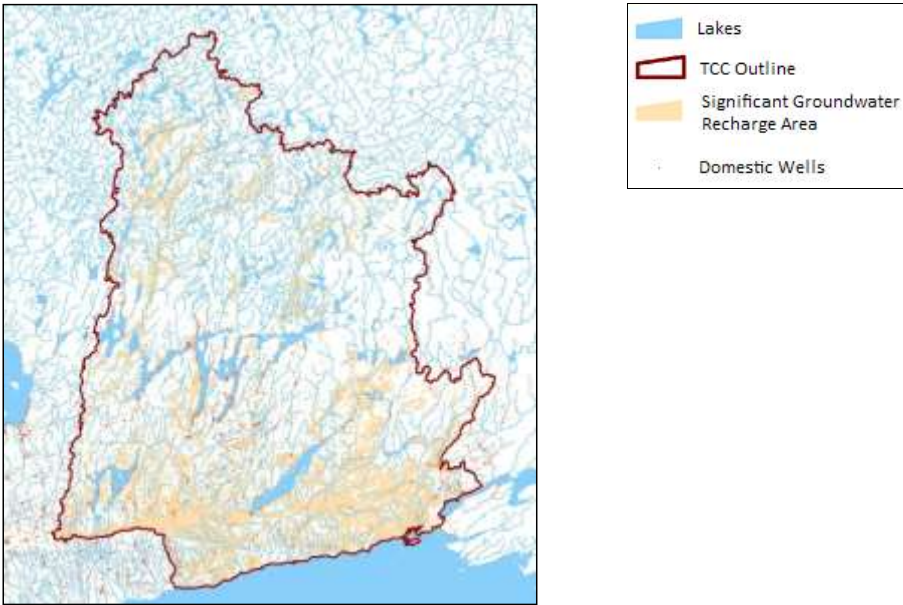 Lakes
TCC Outline
Significant Groundwater
Recharge Area
Domestic Wells